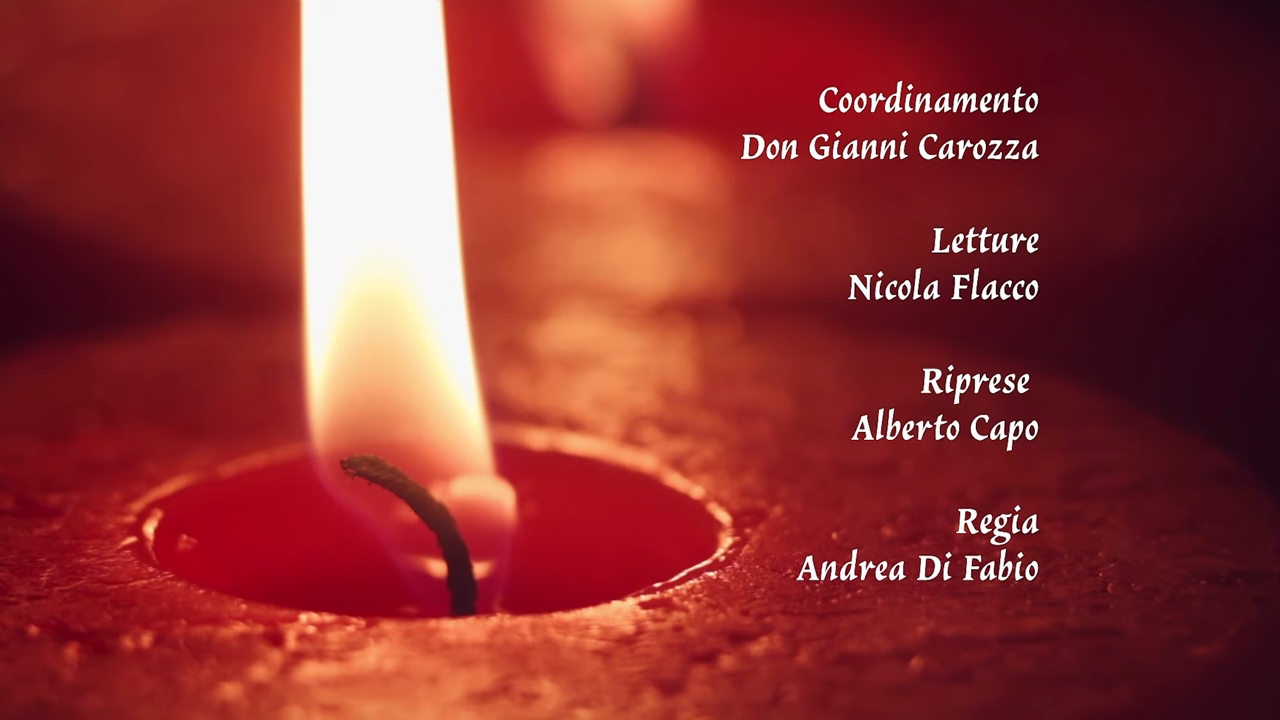 Coordinamento
Don Gianni Carozza
Letture
Nicola Flacco
Riprese
Alberto Capo
Regia
Andrea Di Fabio